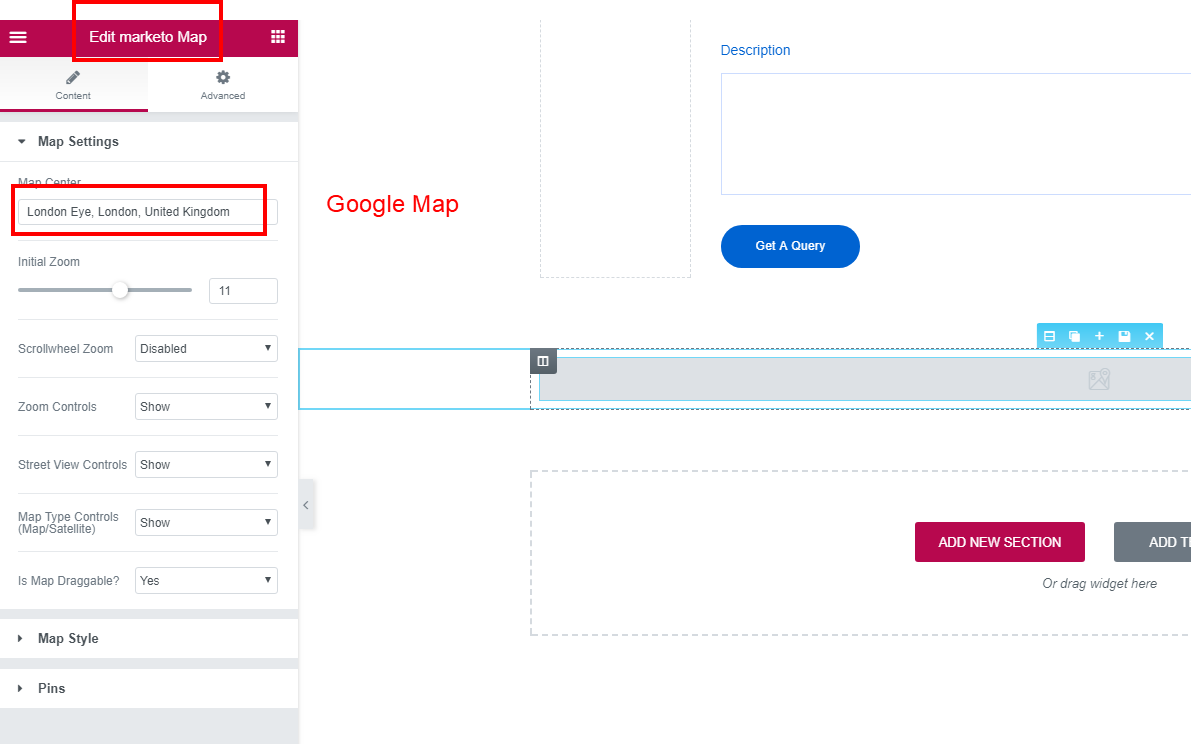 Edit marketo Map
Content
Advanced
Map Settings
Map Center
London Eye, London, United Kingdom
Initial Zoom
11
Scrollwheel Zoom
Disabled
Zoom Controls
Show
Street View Controls
Show
Map Type Controls
(Map/Satellite)
Show
Is Map Draggable?
Yes
Map Style
Pins
Google Map
Description
Get A Query
ADD NEW SECTION
ADD
Or drag widget here